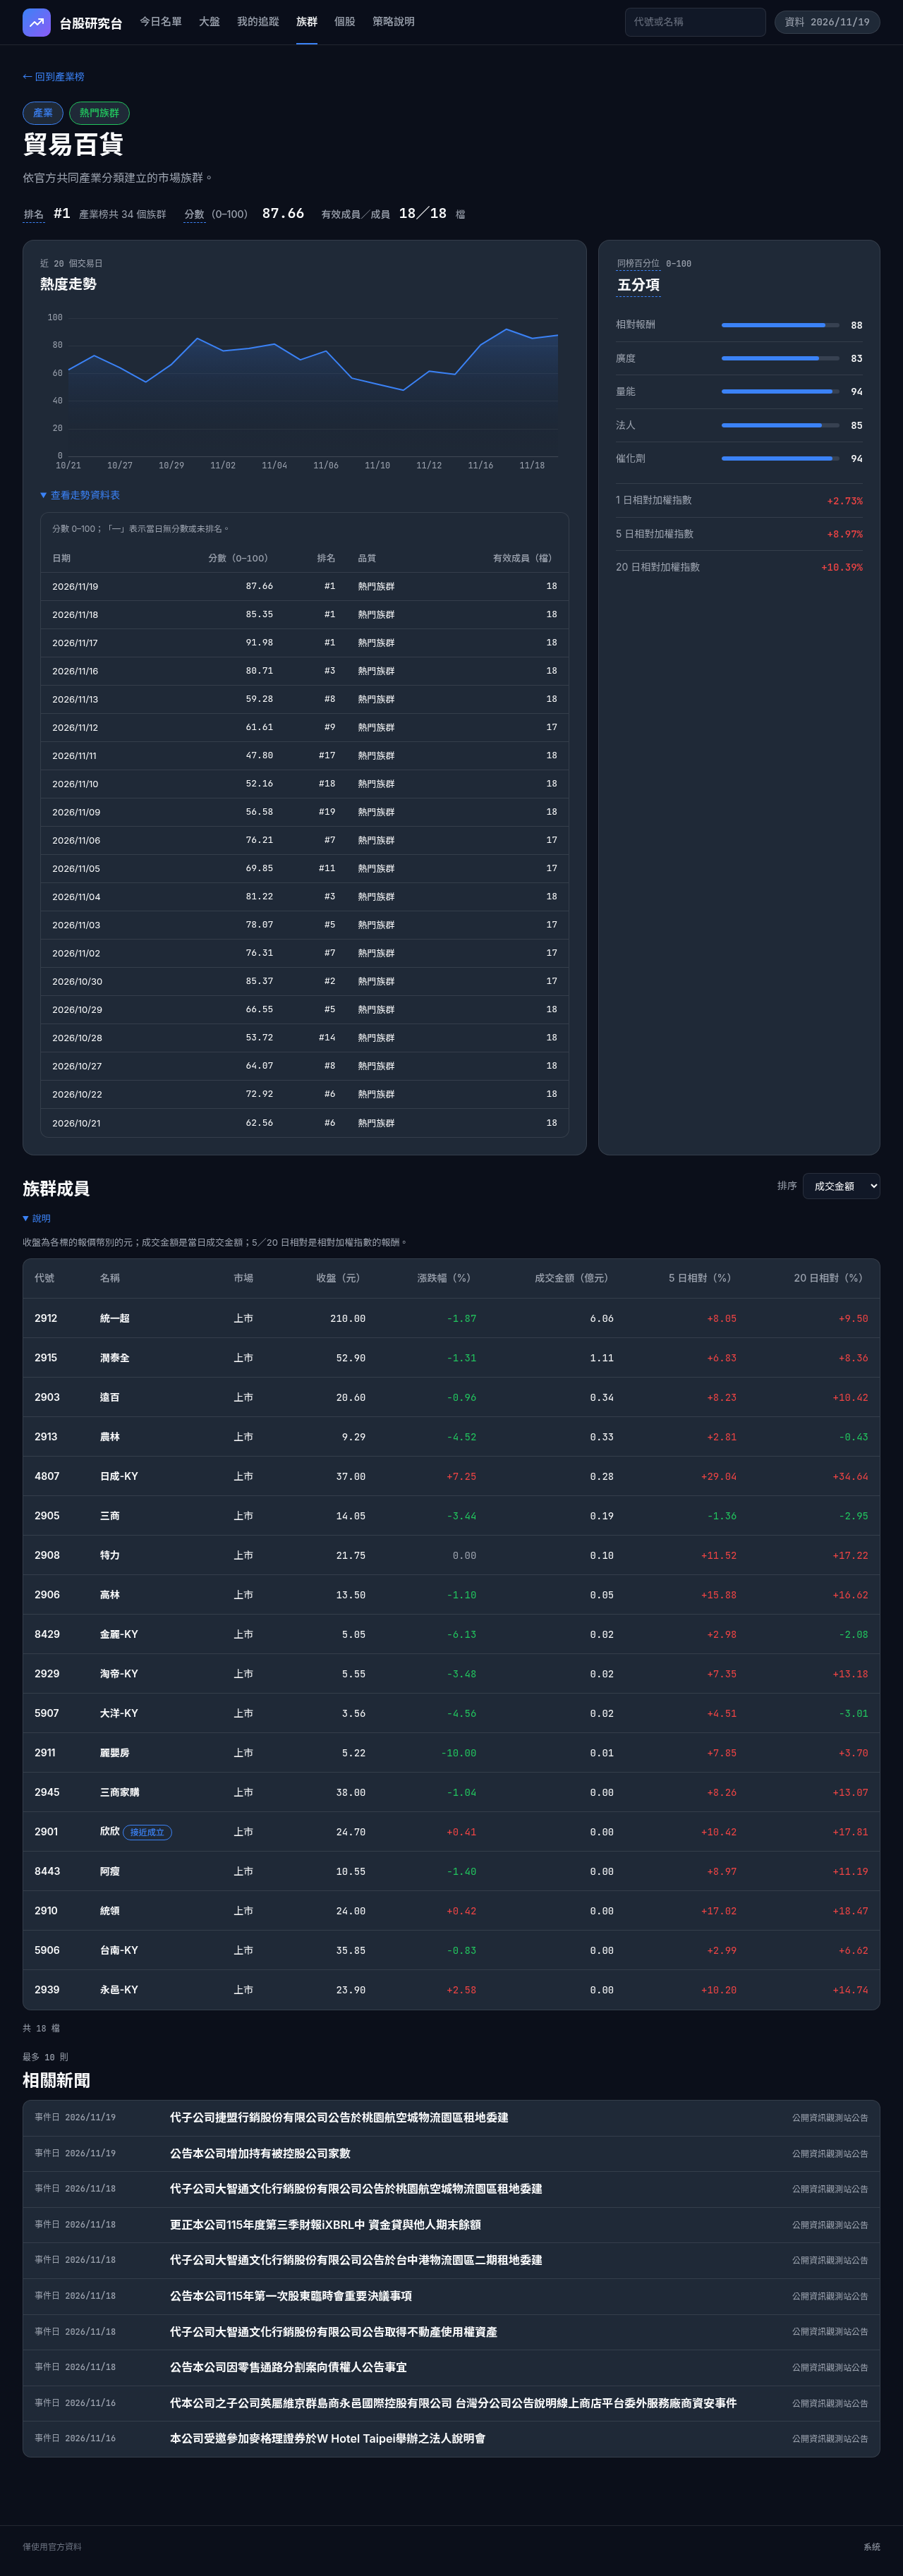 台股研究台 今日名單 大盤 我的追蹤 族群 個股 策略說明 代號或名稱 資料 2026/11/19
← 回到產業榜
產業 熱門族群
貿易百貨
依官方共同產業分類建立的市場族群。
排名 #1 產業榜共 34 個族群 分數（0–100） 87.66 有效成員／成員 18／18 檔
近 20 個交易日
熱度走勢
100
80
60
40
20
0
10/21 10/27 10/29 11/02 11/04 11/06 11/10 11/12 11/16 11/18
▼ 查看走勢資料表
分數 0–100；「—」表示當日無分數或未排名。
日期 分數（0–100） 排名 品質 有效成員（檔）
2026/11/19 87.66 #1 熱門族群 18
2026/11/18 85.35 #1 熱門族群 18
2026/11/17 91.98 #1 熱門族群 18
2026/11/16 80.71 #3 熱門族群 18
2026/11/13 59.28 #8 熱門族群 18
2026/11/12 61.61 #9 熱門族群 17
2026/11/11 47.80 #17 熱門族群 18
2026/11/10 52.16 #18 熱門族群 18
2026/11/09 56.58 #19 熱門族群 18
2026/11/06 76.21 #7 熱門族群 17
2026/11/05 69.85 #11 熱門族群 17
2026/11/04 81.22 #3 熱門族群 18
2026/11/03 78.07 #5 熱門族群 17
2026/11/02 76.31 #7 熱門族群 17
2026/10/30 85.37 #2 熱門族群 17
2026/10/29 66.55 #5 熱門族群 18
2026/10/28 53.72 #14 熱門族群 18
2026/10/27 64.07 #8 熱門族群 18
2026/10/22 72.92 #6 熱門族群 18
2026/10/21 62.56 #6 熱門族群 18
同榜百分位 0–100
五分項
相對報酬 88
廣度 83
量能 94
法人 85
催化劑 94
1 日相對加權指數 +2.73%
5 日相對加權指數 +8.97%
20 日相對加權指數 +10.39%
族群成員 排序 成交金額
▼ 說明
收盤為各標的報價幣別的元；成交金額是當日成交金額；5／20 日相對是相對加權指數的報酬。
代號 名稱 市場 收盤（元） 漲跌幅（%） 成交金額（億元） 5 日相對（%） 20 日相對（%）
2912 統一超 上市 210.00 -1.87 6.06 +8.05 +9.50
2915 潤泰全 上市 52.90 -1.31 1.11 +6.83 +8.36
2903 遠百 上市 20.60 -0.96 0.34 +8.23 +10.42
2913 農林 上市 9.29 -4.52 0.33 +2.81 -0.43
4807 日成-KY 上市 37.00 +7.25 0.28 +29.04 +34.64
2905 三商 上市 14.05 -3.44 0.19 -1.36 -2.95
2908 特力 上市 21.75 0.00 0.10 +11.52 +17.22
2906 高林 上市 13.50 -1.10 0.05 +15.88 +16.62
8429 金麗-KY 上市 5.05 -6.13 0.02 +2.98 -2.08
2929 淘帝-KY 上市 5.55 -3.48 0.02 +7.35 +13.18
5907 大洋-KY 上市 3.56 -4.56 0.02 +4.51 -3.01
2911 麗嬰房 上市 5.22 -10.00 0.01 +7.85 +3.70
2945 三商家購 上市 38.00 -1.04 0.00 +8.26 +13.07
2901 欣欣 接近成立 上市 24.70 +0.41 0.00 +10.42 +17.81
8443 阿瘦 上市 10.55 -1.40 0.00 +8.97 +11.19
2910 統領 上市 24.00 +0.42 0.00 +17.02 +18.47
5906 台南-KY 上市 35.85 -0.83 0.00 +2.99 +6.62
2939 永邑-KY 上市 23.90 +2.58 0.00 +10.20 +14.74
共 18 檔
最多 10 則
相關新聞
事件日 2026/11/19 代子公司捷盟行銷股份有限公司公告於桃園航空城物流園區租地委建 公開資訊觀測站公告
事件日 2026/11/19 公告本公司增加持有被控股公司家數 公開資訊觀測站公告
事件日 2026/11/18 代子公司大智通文化行銷股份有限公司公告於桃園航空城物流園區租地委建 公開資訊觀測站公告
事件日 2026/11/18 更正本公司115年度第三季財報iXBRL中 資金貸與他人期末餘額 公開資訊觀測站公告
事件日 2026/11/18 代子公司大智通文化行銷股份有限公司公告於台中港物流園區二期租地委建 公開資訊觀測站公告
事件日 2026/11/18 公告本公司115年第一次股東臨時會重要決議事項 公開資訊觀測站公告
事件日 2026/11/18 代子公司大智通文化行銷股份有限公司公告取得不動產使用權資產 公開資訊觀測站公告
事件日 2026/11/18 公告本公司因零售通路分割案向債權人公告事宜 公開資訊觀測站公告
事件日 2026/11/16 代本公司之子公司英屬維京群島商永邑國際控股有限公司 台灣分公司公告說明線上商店平台委外服務廠商資安事件 公開資訊觀測站公告
事件日 2026/11/16 本公司受邀參加麥格理證券於W Hotel Taipei舉辦之法人說明會 公開資訊觀測站公告
僅使用官方資料 系統